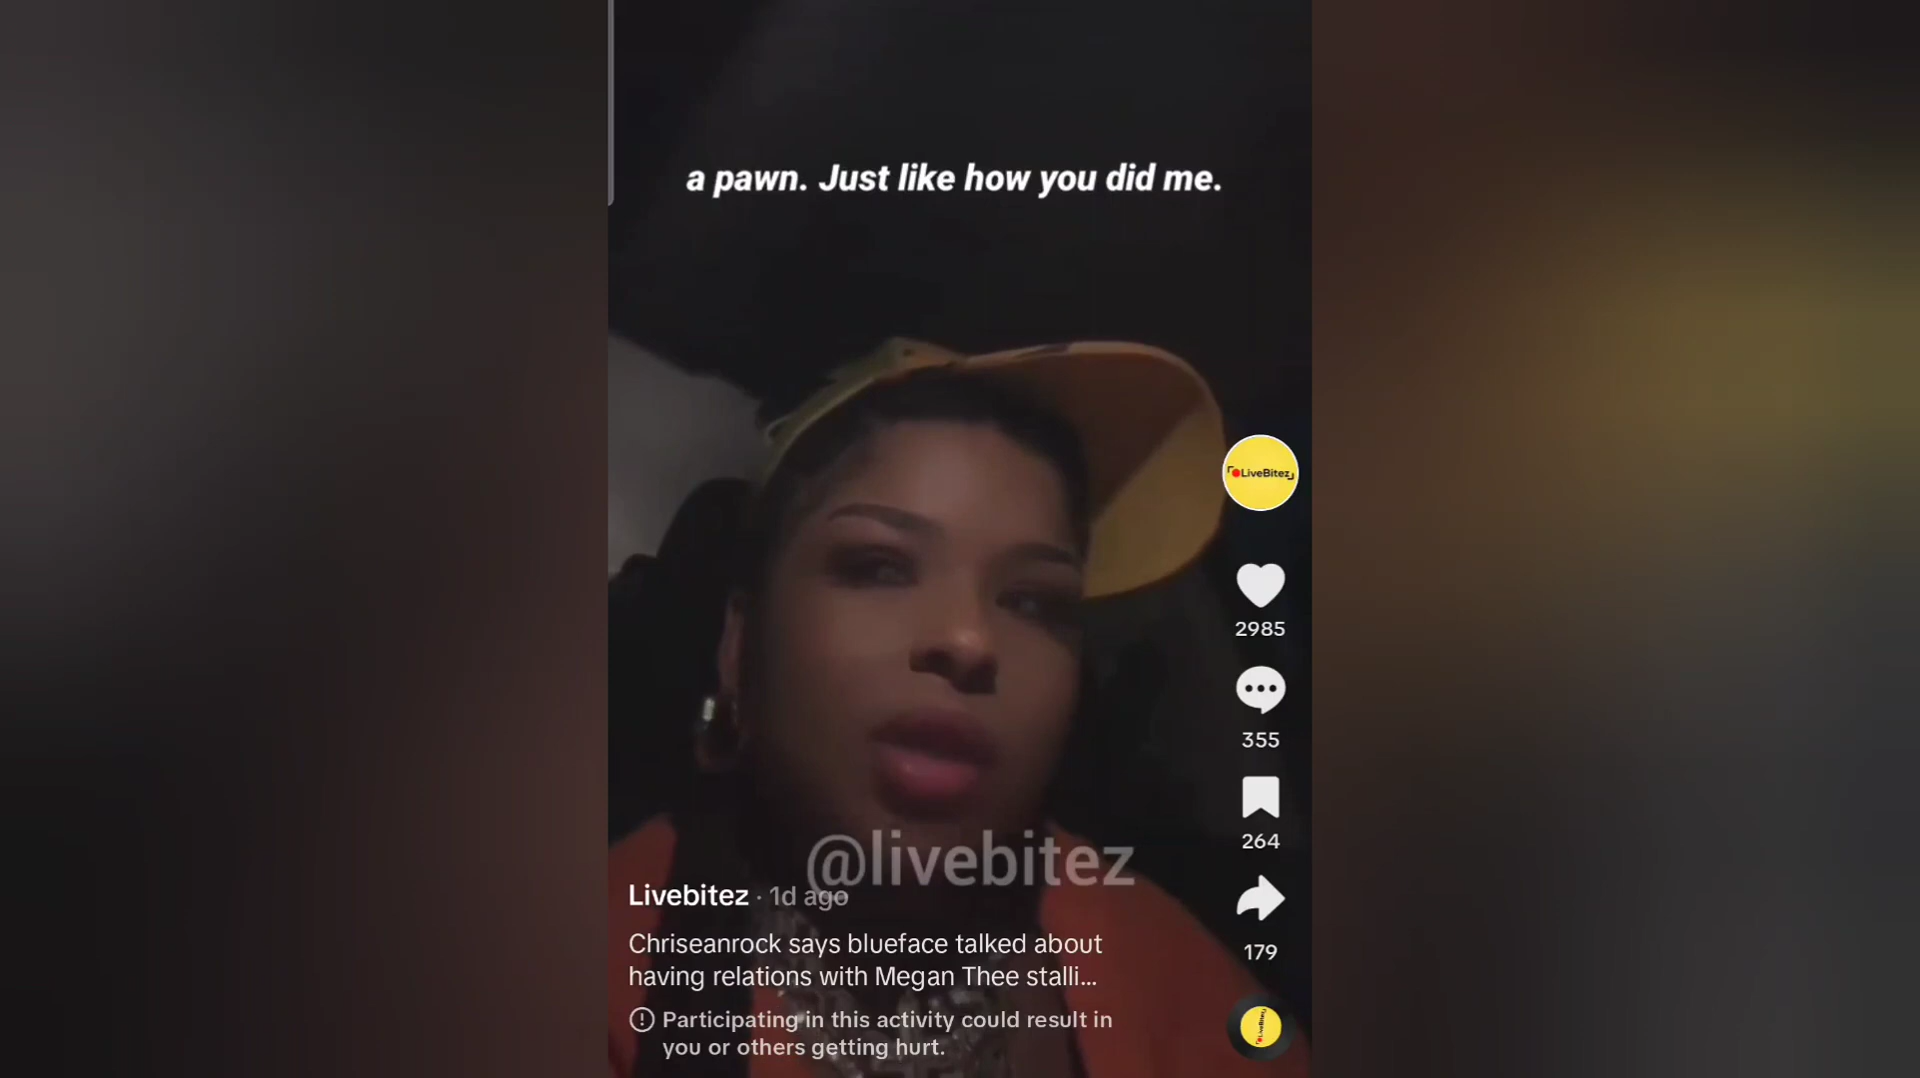 a pawn. Just like how you did me.
LiveBitez
2985
355
264
@livebitez
Livebitez · 1d ago
Chriseanrock says blueface talked about
having relations with Megan Thee stalli...
179
Participating in this activity could result in
you or others getting hurt.
LiveBitez